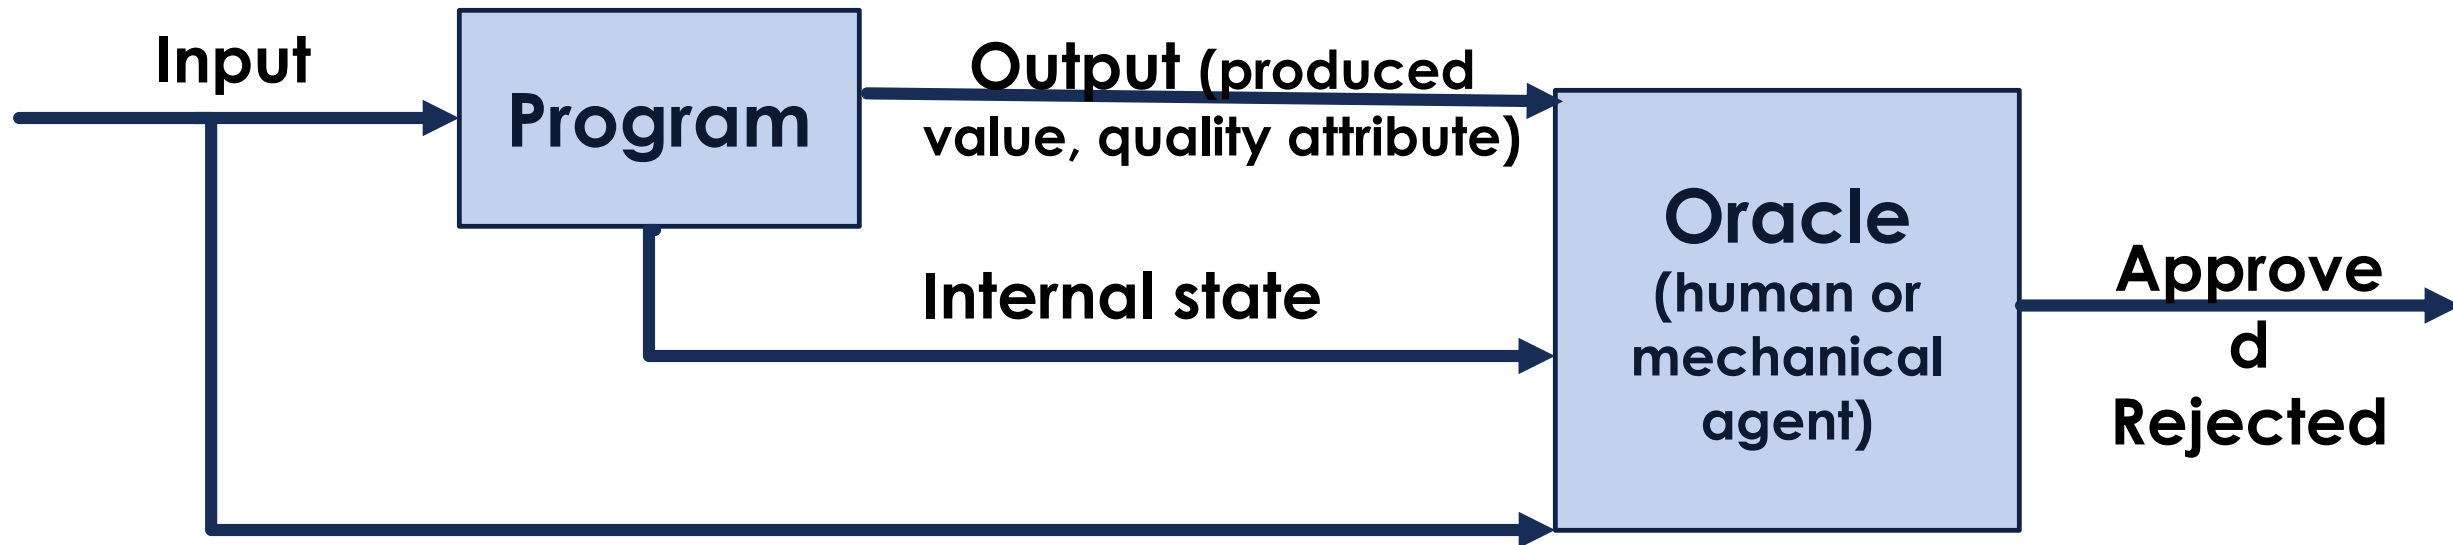 Input
Program
Output (produced
value, quality attribute)
Internal state
Oracle
(human or
mechanical
agent)
Approve
d
Rejected